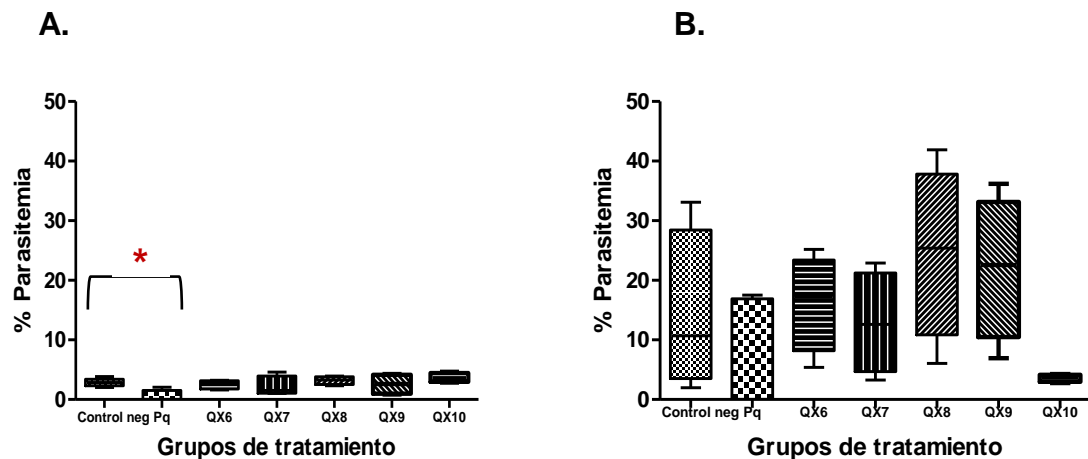 A.
% Parasitemia
50
40
30
20
10
0
*
Control neg Pq QX6 QX7 QX8 QX9 QX10
Grupos de tratamiento
B.
% Parasitemia
50
40
30
20
10
0
Control neg Pq QX6 QX7 QX8 QX9 QX10
Grupos de tratamiento